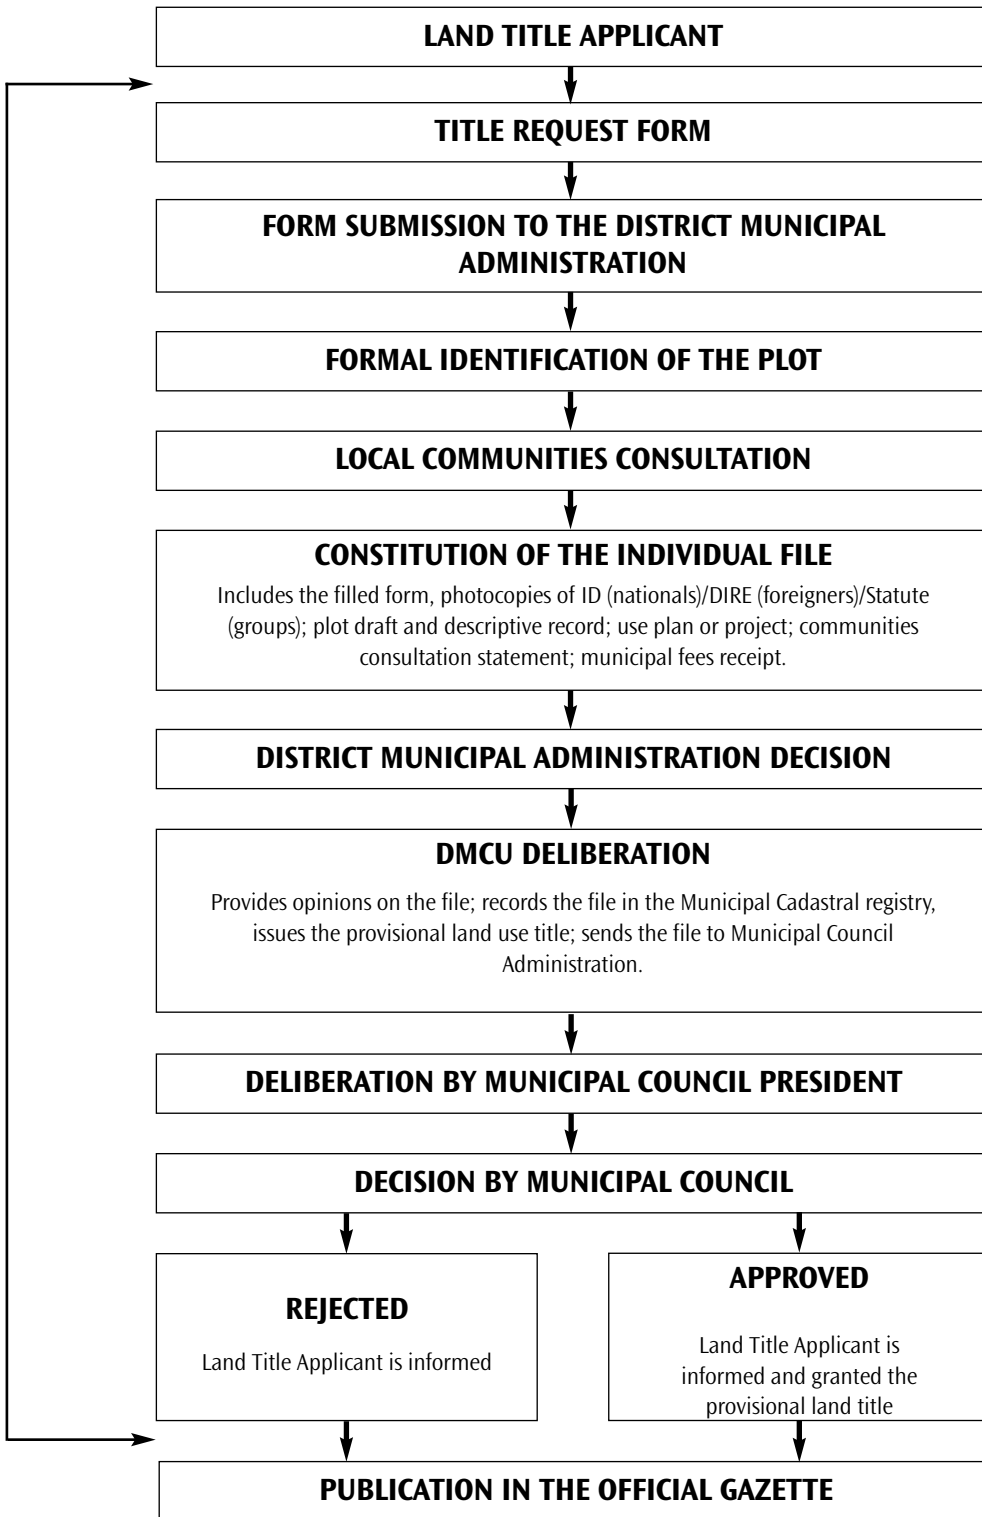 LAND TITLE APPLICANT
TITLE REQUEST FORM
FORM SUBMISSION TO THE DISTRICT MUNICIPAL
ADMINISTRATION
FORMAL IDENTIFICATION OF THE PLOT
LOCAL COMMUNITIES CONSULTATION
CONSTITUTION OF THE INDIVIDUAL FILE
Includes the filled form, photocopies of ID (nationals)/DIRE (foreigners)/Statute
(groups); plot draft and descriptive record; use plan or project; communities
consultation statement; municipal fees receipt.
DISTRICT MUNICIPAL ADMINISTRATION DECISION
DMCU DELIBERATION
Provides opinions on the file; records the file in the Municipal Cadastral registry,
issues the provisional land use title; sends the file to Municipal Council
Administration.
DELIBERATION BY MUNICIPAL COUNCIL PRESIDENT
DECISION BY MUNICIPAL COUNCIL
REJECTED
Land Title Applicant is informed
APPROVED
Land Title Applicant is
informed and granted the
provisional land title
PUBLICATION IN THE OFFICIAL GAZETTE